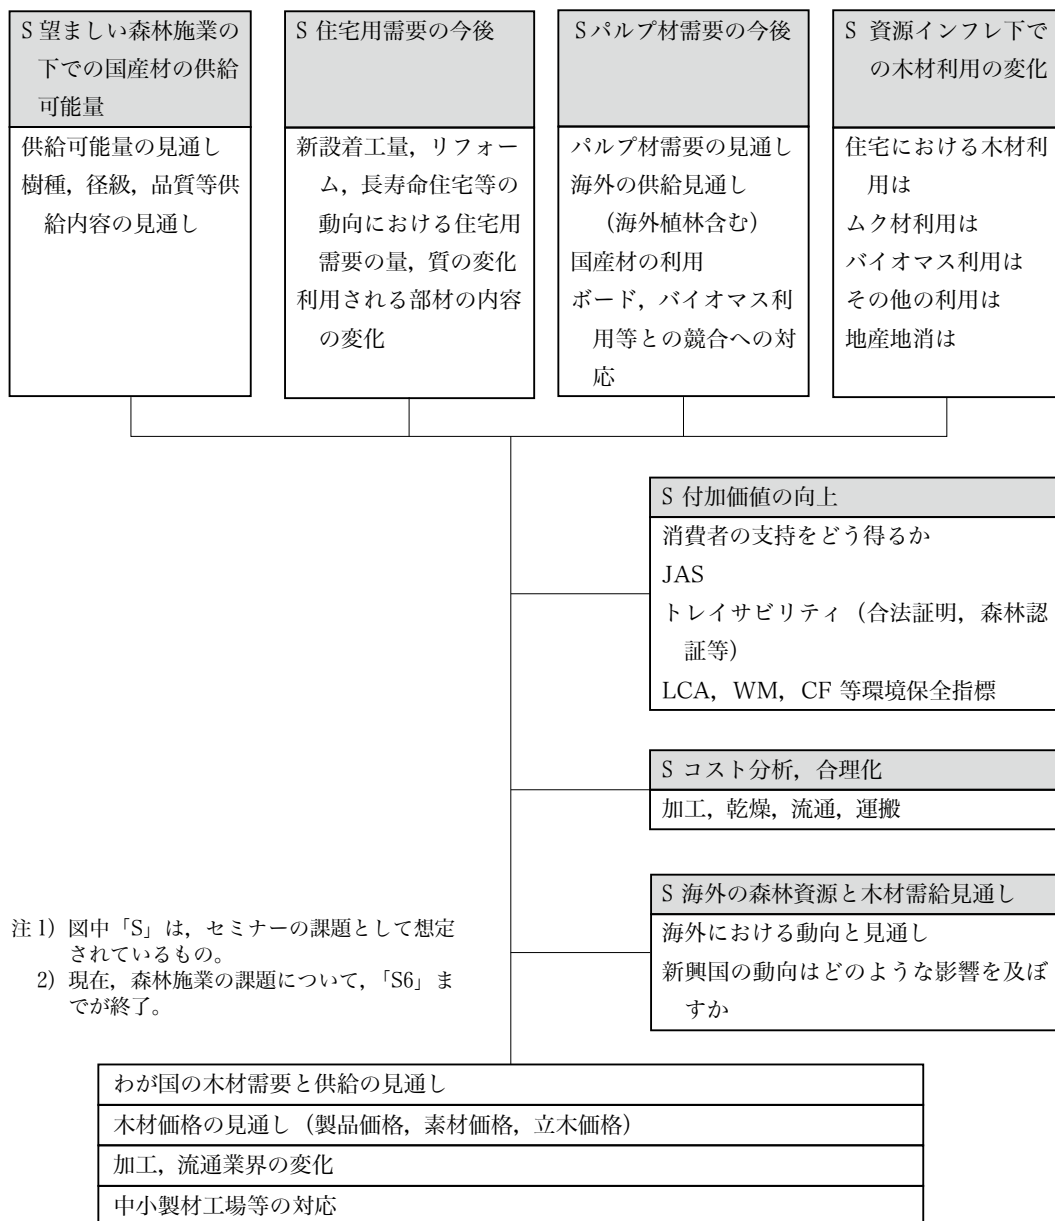 S 望ましい森林施業の
下での国産材の供給
可能量
供給可能量の見通し
樹種，径級，品質等供
給内容の見通し
S 住宅用需要の今後
新設着工量，リフォー
ム，長寿命住宅等の
動向における住宅用
需要の量，質の変化
利用される部材の内容
の変化
S パルプ材需要の今後
パルプ材需要の見通し
海外の供給見通し
（海外植林含む）
国産材の利用
ボード，バイオマス利
用等との競合への対
応
S 資源インフレ下で
の木材利用の変化
住宅における木材利
用は
ムク材利用は
バイオマス利用は
その他の利用は
地産地消は
S 付加価値の向上
消費者の支持をどう得るか
JAS
トレイサビリティ（合法証明，森林認
証等）
LCA，WM，CF 等環境保全指標
S コスト分析，合理化
加工，乾燥，流通，運搬
S 海外の森林資源と木材需給見通し
海外における動向と見通し
新興国の動向はどのような影響を及ぼ
すか
注 1）図中「S」は，セミナーの課題として想定
されているもの。
2）現在，森林施業の課題について，「S6」ま
でが終了。
わが国の木材需要と供給の見通し
木材価格の見通し（製品価格，素材価格，立木価格）
加工，流通業界の変化
中小製材工場等の対応